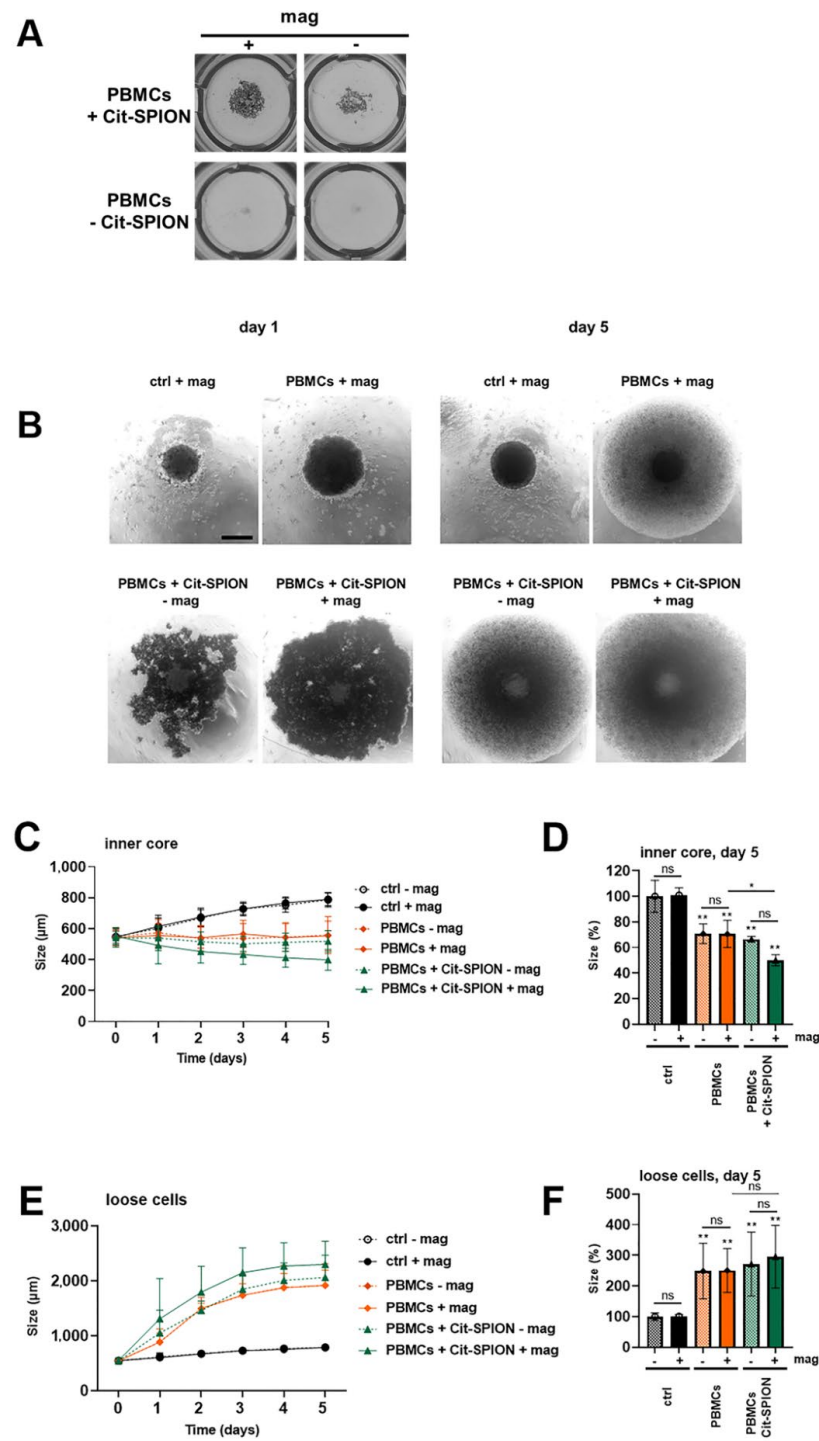 A
mag
+ -
PBMCs
+ Cit-SPION
PBMCs
- Cit-SPION
day 1 day 5
B
ctrl + mag PBMCs + mag ctrl + mag PBMCs + mag
PBMCs + Cit-SPION PBMCs + Cit-SPION PBMCs + Cit-SPION PBMCs + Cit-SPION
- mag + mag - mag + mag
C
inner core
1,000
800
600
400
200
0
Size (µm)
0 1 2 3 4 5
Time (days)
ctrl - mag
ctrl + mag
PBMCs - mag
PBMCs + mag
PBMCs + Cit-SPION - mag
PBMCs + Cit-SPION + mag
D
inner core, day 5
120
100
80
60
40
20
0
Size (%)
ns
ns
*
ns
** ** ** **
- + - + - + mag
ctrl
PBMCs
PBMCs
+ Cit-SPION
E
loose cells
3,000
2,000
1,000
0
Size (µm)
0 1 2 3 4 5
Time (days)
ctrl - mag
ctrl + mag
PBMCs - mag
PBMCs + mag
PBMCs + Cit-SPION - mag
PBMCs + Cit-SPION + mag
F
loose cells, day 5
500
400
300
200
100
0
Size (%)
ns
ns
ns
ns
** ** ** **
- + - + - + mag
ctrl
PBMCs
PBMCs
Cit-SPION